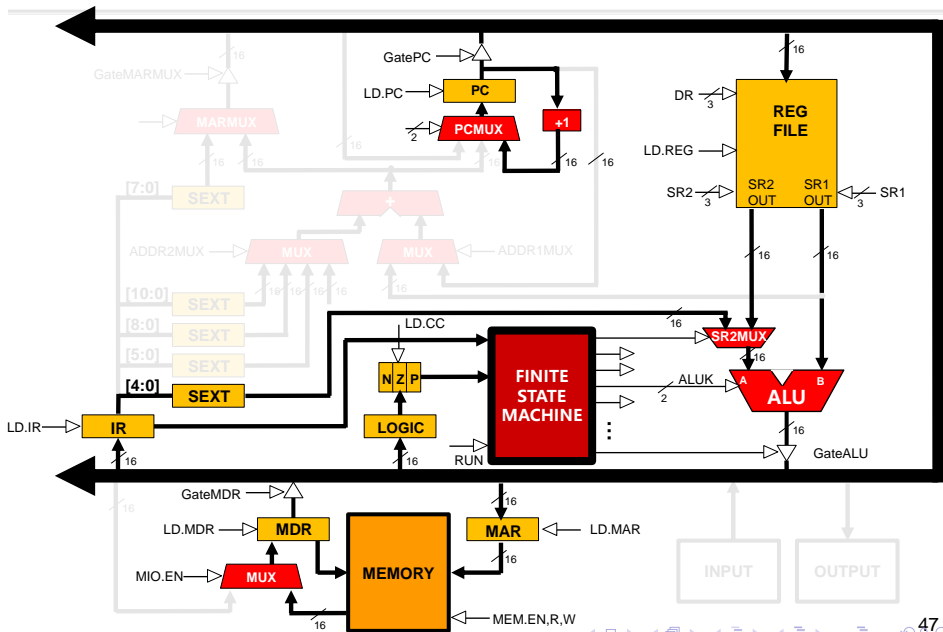 16
GateMARMUX
GatePC
16
LD.PC
PC
DR
3
REG
FILE
MARMUX
2
PCMUX
+1
LD.REG
16
16
16
16
16
[7:0]
SEXT
SR2
3
SR2
OUT
SR1
OUT
3
SR1
+
ADDR2MUX
MUX
MUX
ADDR1MUX
16
16
16
16
16
16
[10:0]
SEXT
16
[8:0]
SEXT
LD.CC
SR2MUX
[5:0]
SEXT
16
N Z P
FINITE
STATE
MACHINE
[4:0]
SEXT
ALUK
2
A
B
ALU
LD.IR
IR
LOGIC
16
16
16
RUN
GateALU
GateMDR
16
16
LD.MDR
MDR
MAR
LD.MAR
16
MIO.EN
MUX
MEMORY
INPUT
OUTPUT
16
MEM.EN,R,W
47